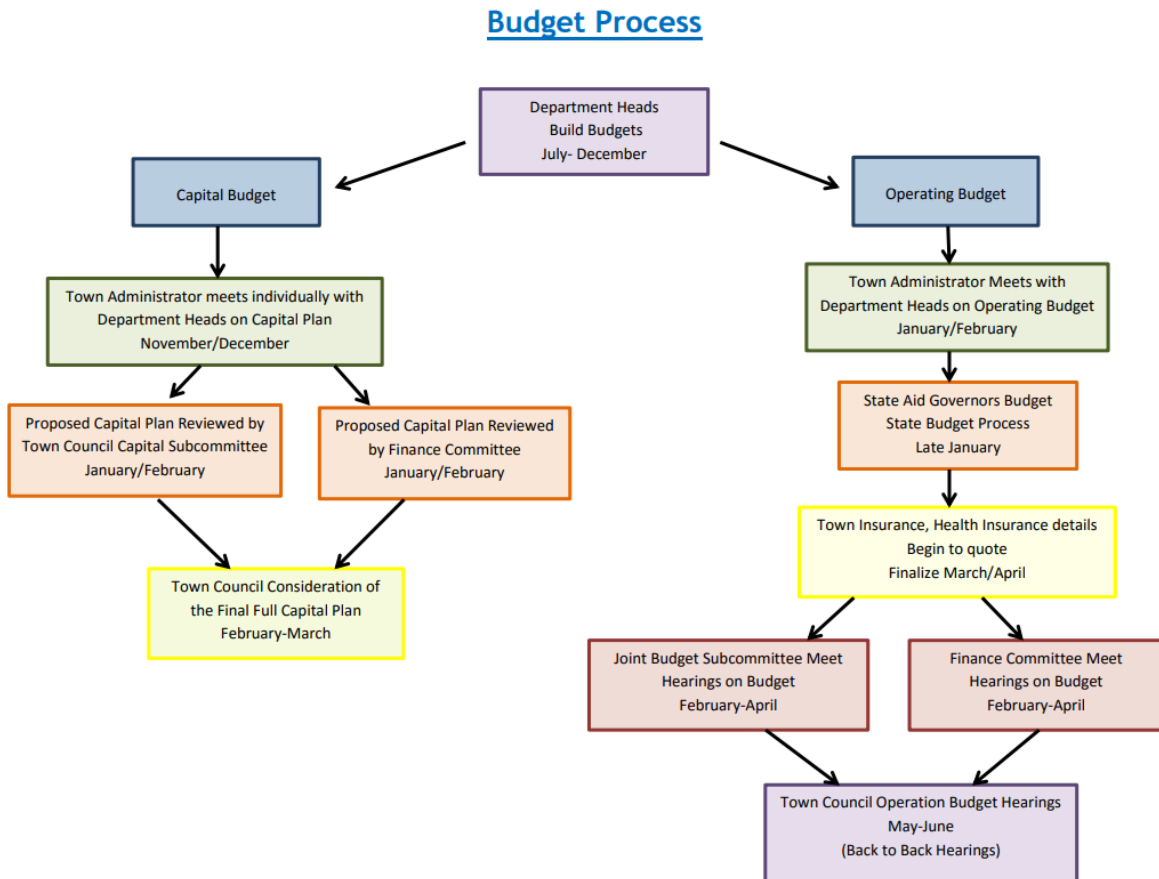 Budget Process
Department Heads
Build Budgets
July- December
Capital Budget
Operating Budget
Town Administrator meets individually with
Department Heads on Capital Plan
November/December
Town Administrator Meets with
Department Heads on Operating Budget
January/February
Proposed Capital Plan Reviewed by
Town Council Capital Subcommittee
January/February
Proposed Capital Plan Reviewed
by Finance Committee
January/February
State Aid Governors Budget
State Budget Process
Late January
Town Insurance, Health Insurance details
Begin to quote
Finalize March/April
Town Council Consideration of
the Final Full Capital Plan
February-March
Joint Budget Subcommittee Meet
Hearings on Budget
February-April
Finance Committee Meet
Hearings on Budget
February-April
Town Council Operation Budget Hearings
May-June
(Back to Back Hearings)